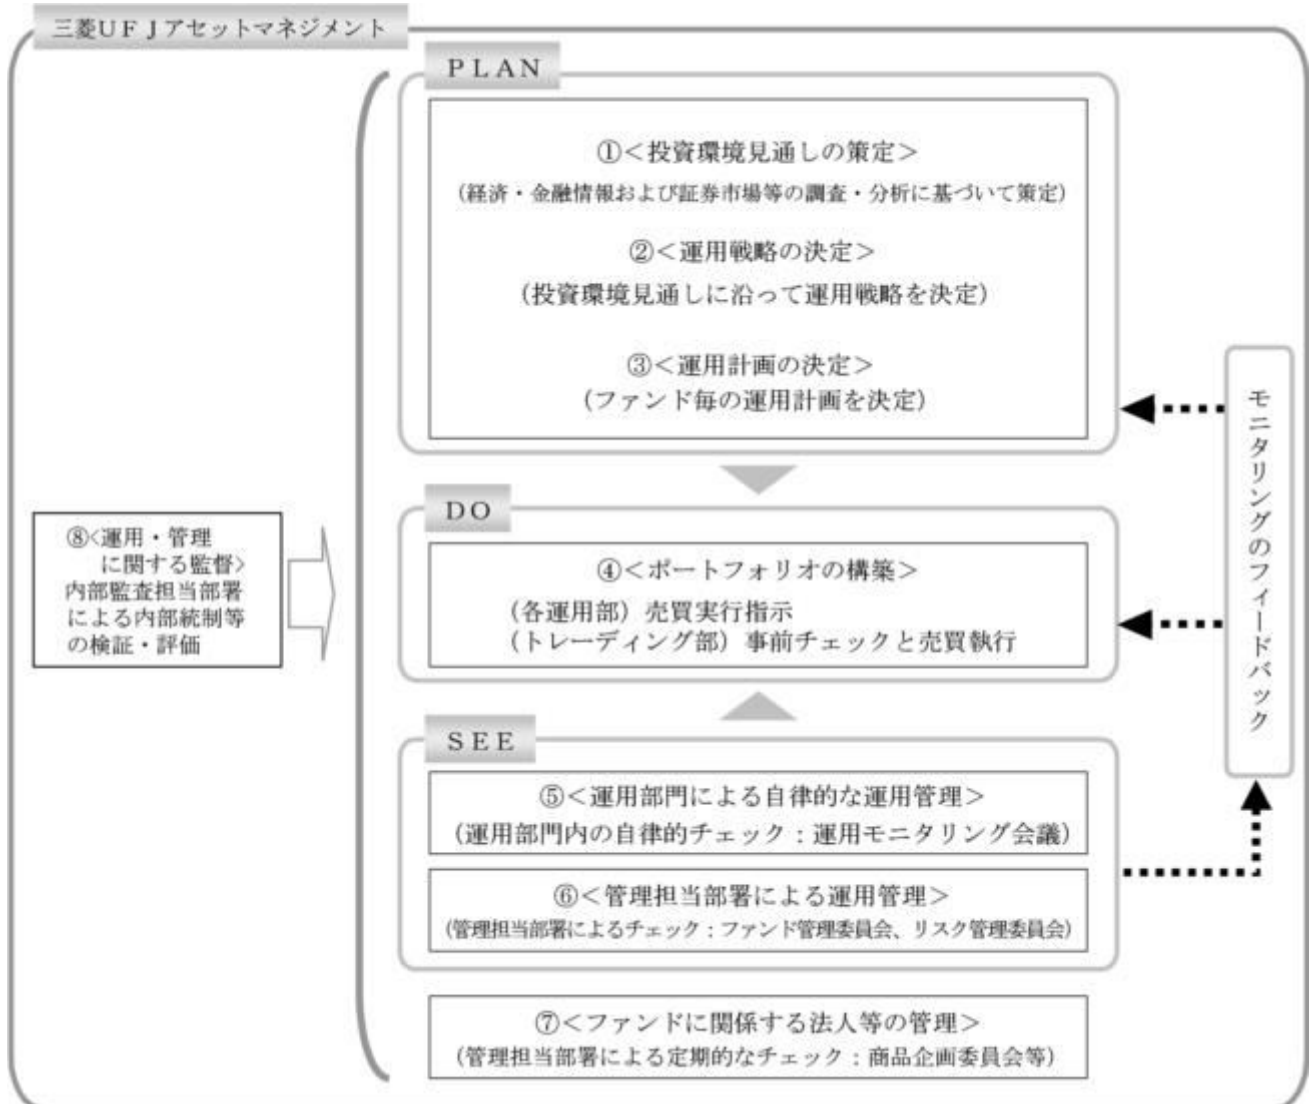 三菱UFJアセットマネジメント
PLAN
①<投資環境見通しの策定>
(経済・金融情報および証券市場等の調査・分析に基づいて策定)
②<運用戦略の決定>
(投資環境見通しに沿って運用戦略を決定)
③<運用計画の決定>
(ファンド毎の運用計画を決定)
DO
④<ポートフォリオの構築>
(各運用部)売買実行指示
(トレーディング部)事前チェックと売買執行
SEE
⑤<運用部門による自律的な運用管理>
(運用部門内の自律的チェック:運用モニタリング会議)
⑥<管理担当部署による運用管理>
(管理担当部署によるチェック:ファンド管理委員会、リスク管理委員会)
⑦<ファンドに関係する法人等の管理>
(管理担当部署による定期的なチェック:商品企画委員会等)
⑧<運用・管理
に関する監督>
内部監査担当部署
による内部統制等
の検証・評価
モニタリングのフィードバック